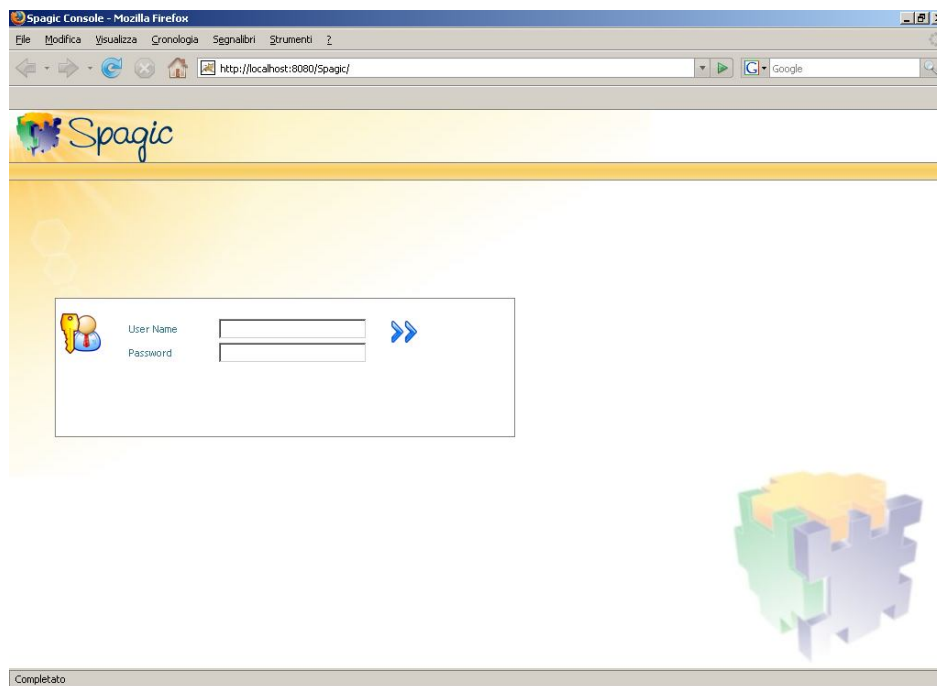 Spagic Console - Mozilla Firefox
File Modifica Visualizza Cronologia Segnalibri Strumenti ?
http://localhost:8080/Spagic/ G Google
Spagic
User Name
Password
Completato